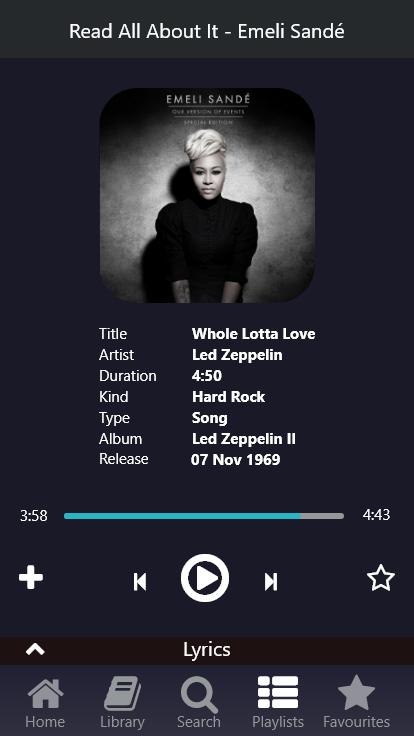 Read All About It - Emeli Sandé
EMELI SANDÉ
OUR VERSION OF EVENTS
SPECIAL EDITION
Title Whole Lotta Love
Artist Led Zeppelin
Duration 4:50
Kind Hard Rock
Type Song
Album Led Zeppelin II
Release 07 Nov 1969
3:58 4:43
Lyrics
Home Library Search Playlists Favourites